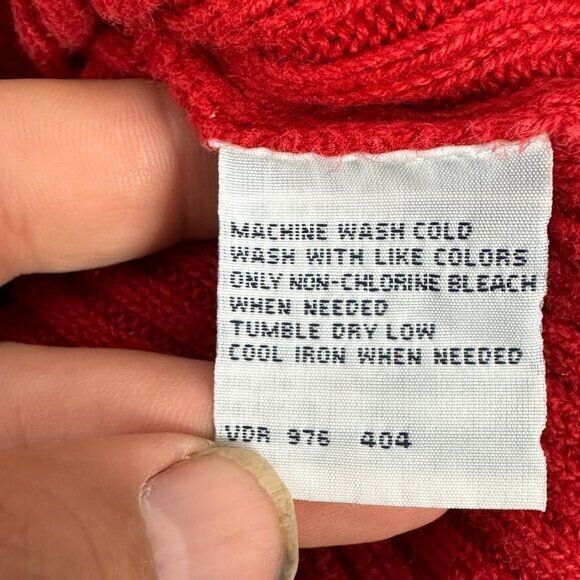 MACHINE WASH COLD
WASH WITH LIKE COLORS
ONLY NON-CHLORINE BLEACH
WHEN NEEDED
TUMBLE DRY LOW
COOL IRON WHEN NEEDED
VDR 976 404